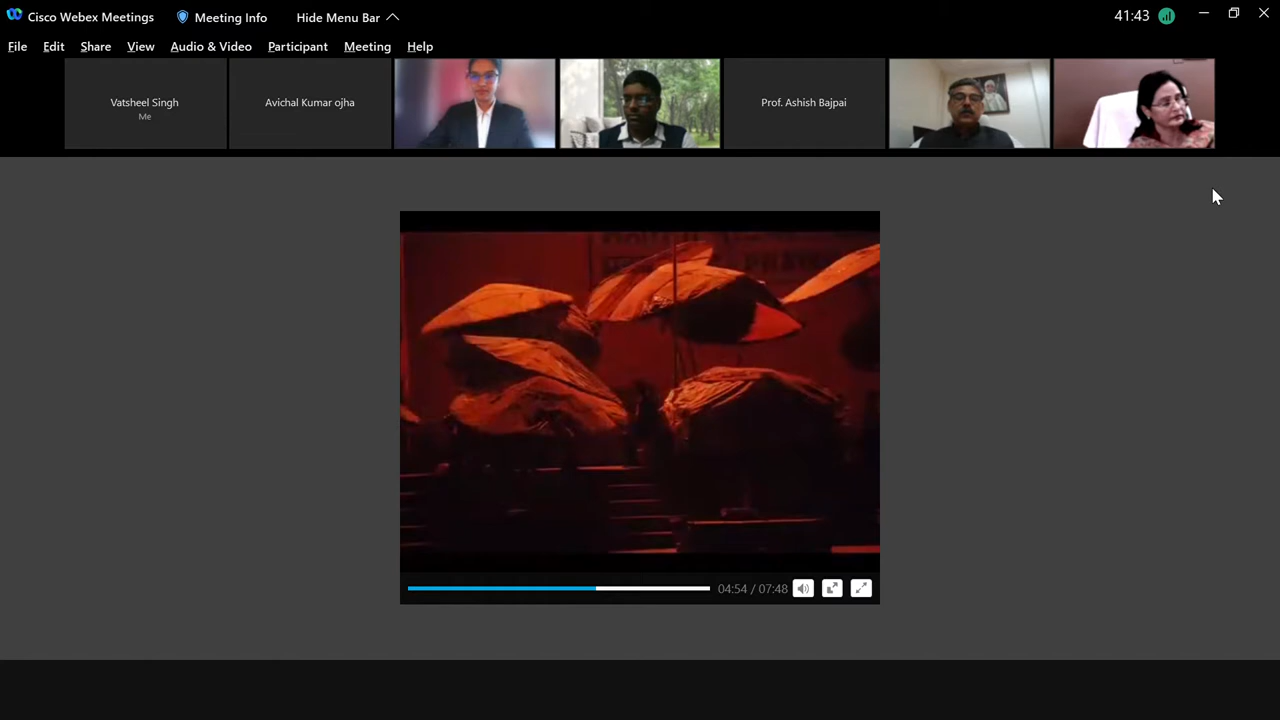 Cisco Webex Meetings
Meeting Info
Hide Menu Bar
41:43
File Edit Share View Audio & Video Participant Meeting Help
Vatsheel Singh
Me
Avichal Kumar ojha
Prof. Ashish Bajpai
04:54 / 07:48